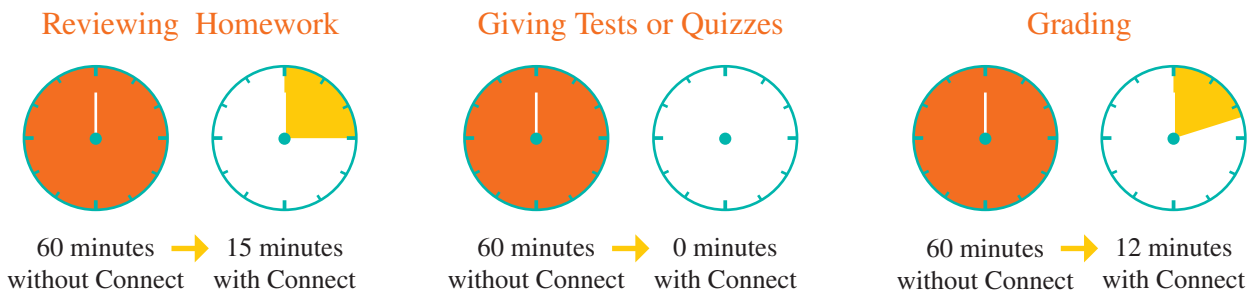 Reviewing Homework
60 minutes
without Connect
15 minutes
with Connect
Giving Tests or Quizzes
60 minutes
without Connect
0 minutes
with Connect
Grading
60 minutes
without Connect
12 minutes
with Connect